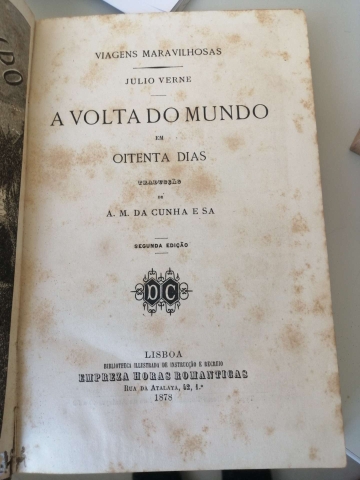 VIAGENS MARAVILHOSAS
JULIO VERNE
A VOLTA DO MUNDO
EM
OITENTA DIAS
TRADUCÇÃO
DE
A. M. DA CUNHA E SA
SEGUNDA EDIÇÃO
DC
LISBOA
BIBLIOTHECA ILLUSTRADA DE INSTRUCÇÃO E RECREIO
EMPREZA HORAS ROMANTICAS
RUA DA ATALAYA, 42, 1.º
1878